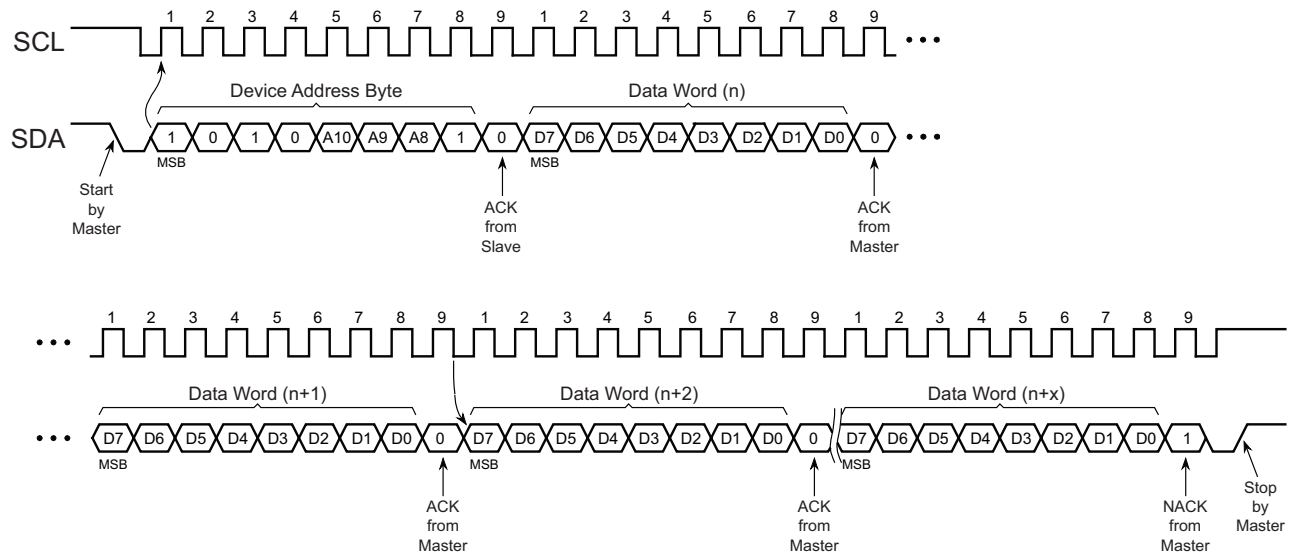 1 2 3 4 5 6 7 8 9 1 2 3 4 5 6 7 8 9
SCL
Device Address Byte Data Word (n)
SDA 1 0 1 0 A10 A9 A8 1 0 D7 D6 D5 D4 D3 D2 D1 D0 0
MSB MSB
Start
by
Master
ACK
from
Slave
ACK
from
Master
1 2 3 4 5 6 7 8 9 1 2 3 4 5 6 7 8 9 1 2 3 4 5 6 7 8 9
Data Word (n+1) Data Word (n+2) Data Word (n+x)
D7 D6 D5 D4 D3 D2 D1 D0 0 D7 D6 D5 D4 D3 D2 D1 D0 0 D7 D6 D5 D4 D3 D2 D1 D0 1
MSB MSB MSB
ACK
from
Master
ACK
from
Master
NACK
from
Master
Stop
by
Master